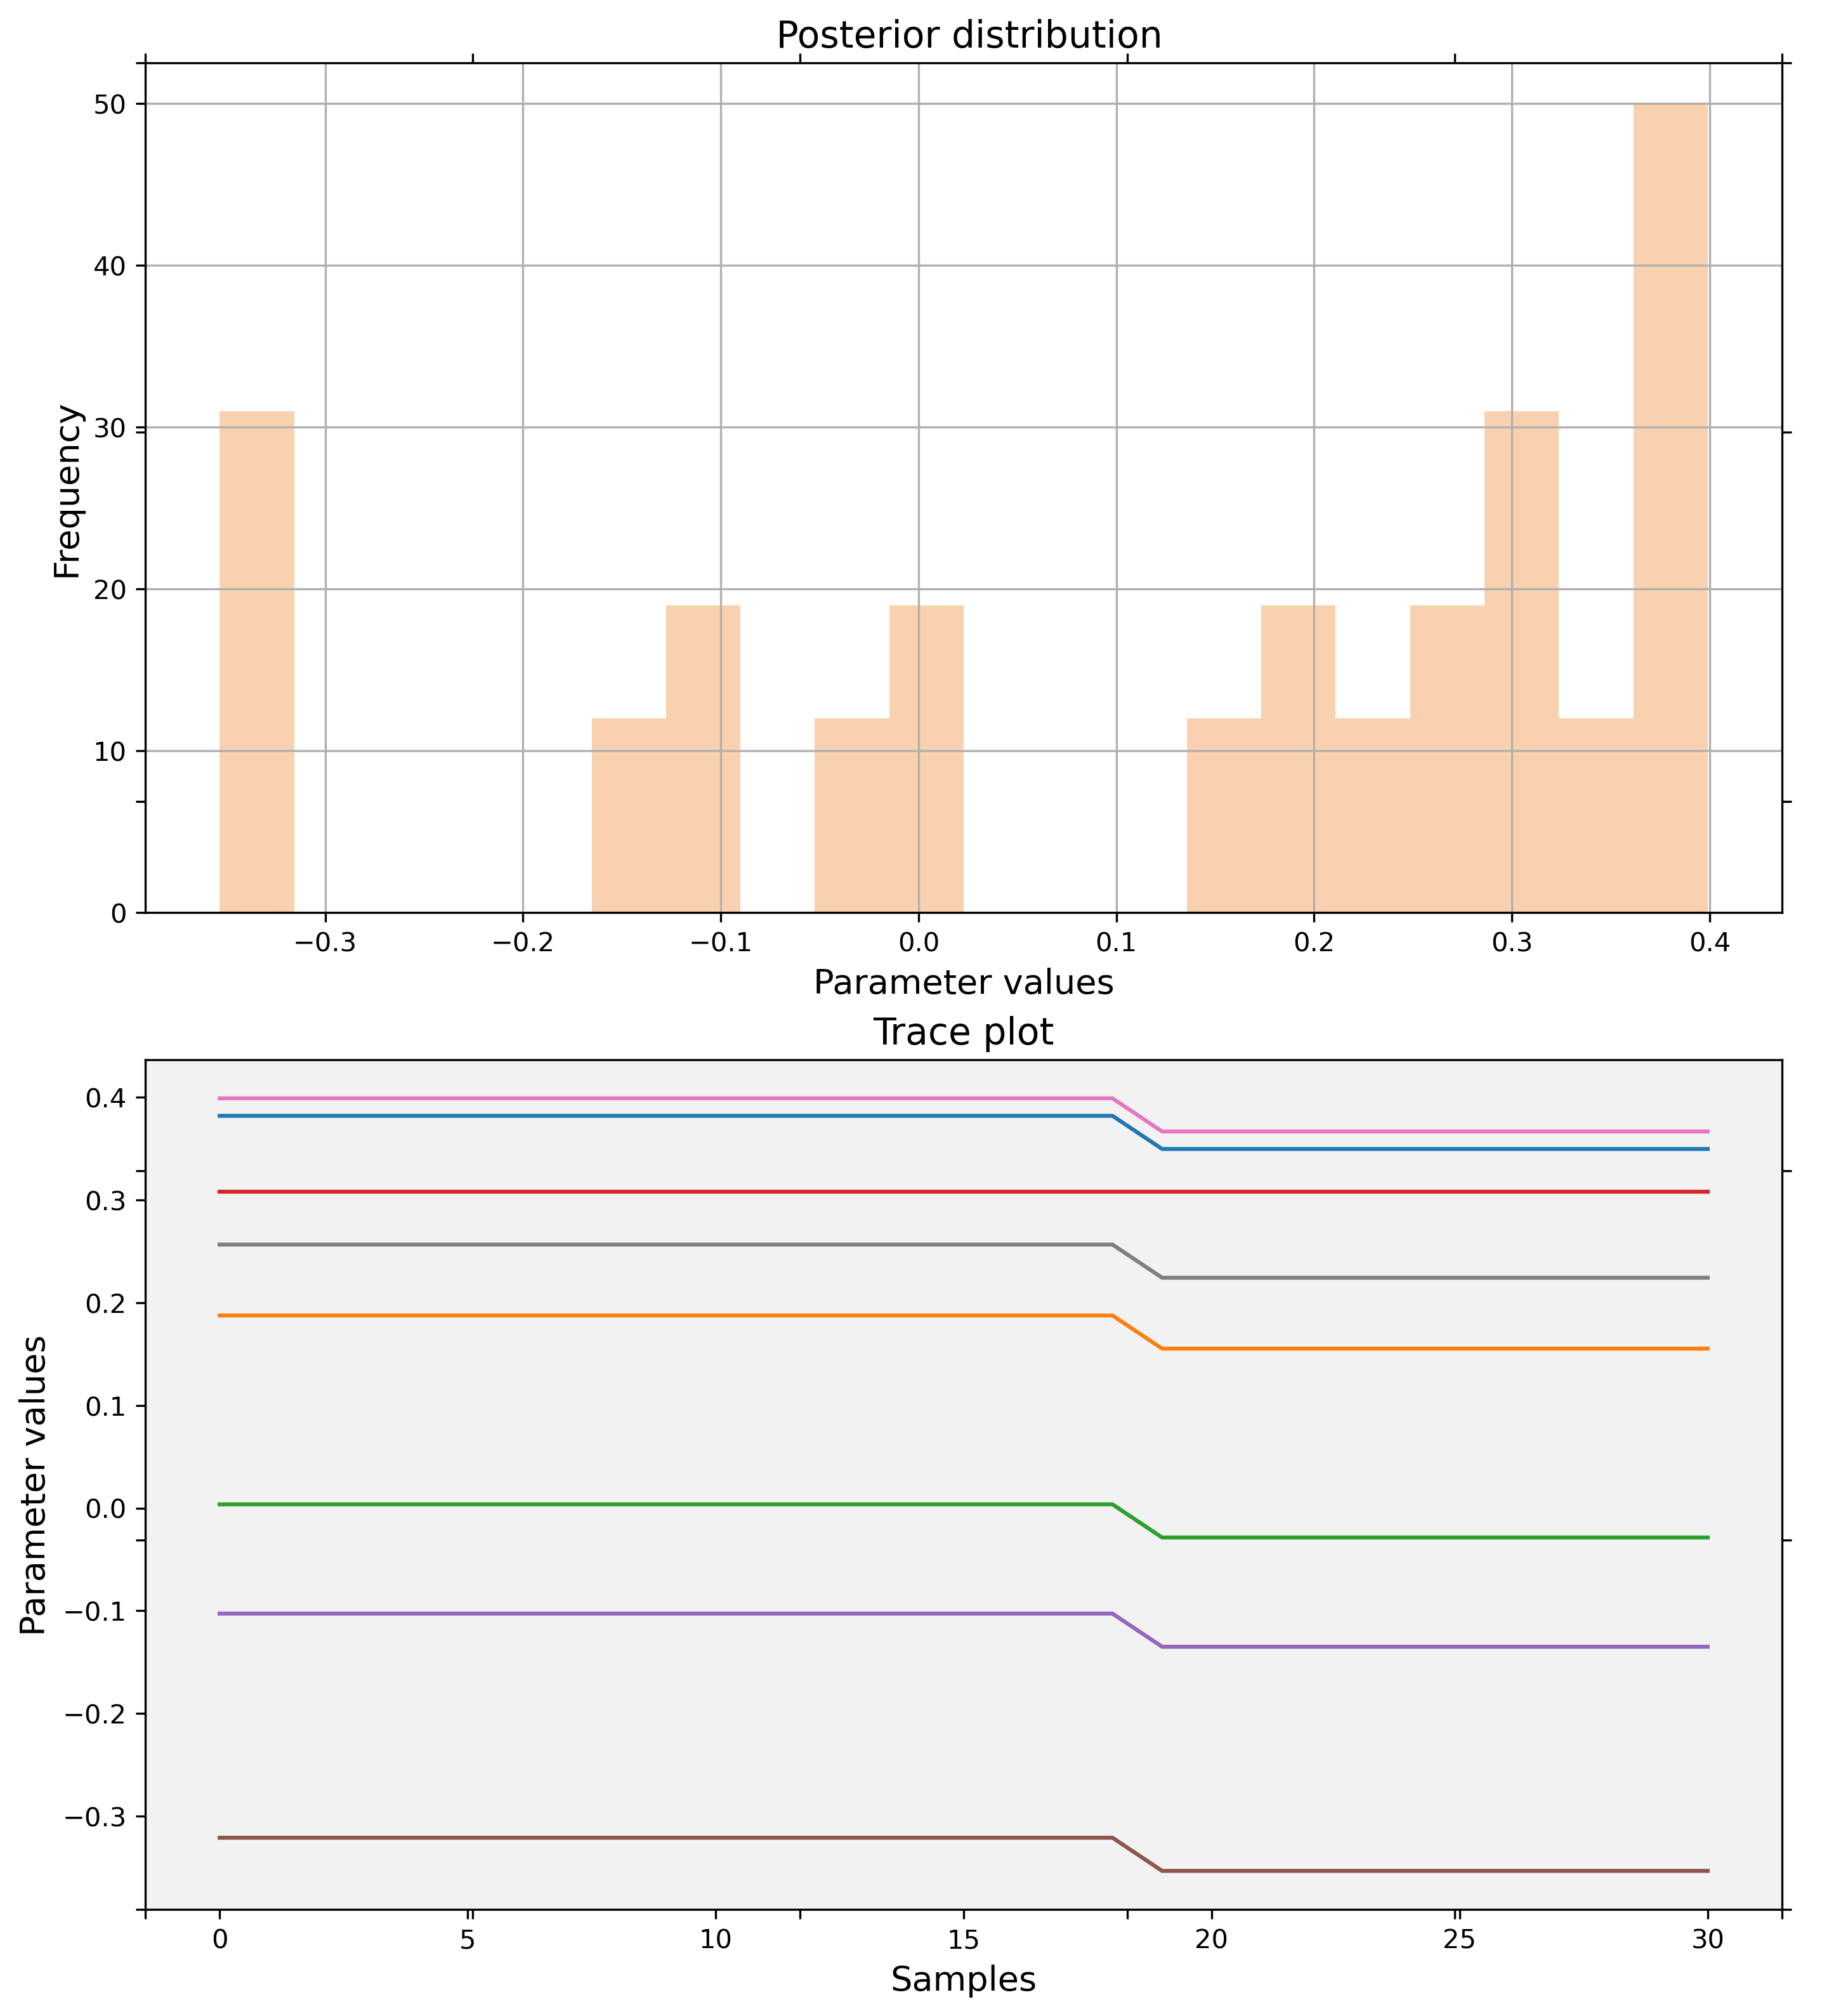 Posterior distribution
50
40
30
20
10
0
Frequency
−0.3 −0.2 −0.1 0.0 0.1 0.2 0.3 0.4
Parameter values
Trace plot
0.4
0.3
0.2
0.1
0.0
−0.1
−0.2
−0.3
Parameter values
0 5 10 15 20 25 30
Samples